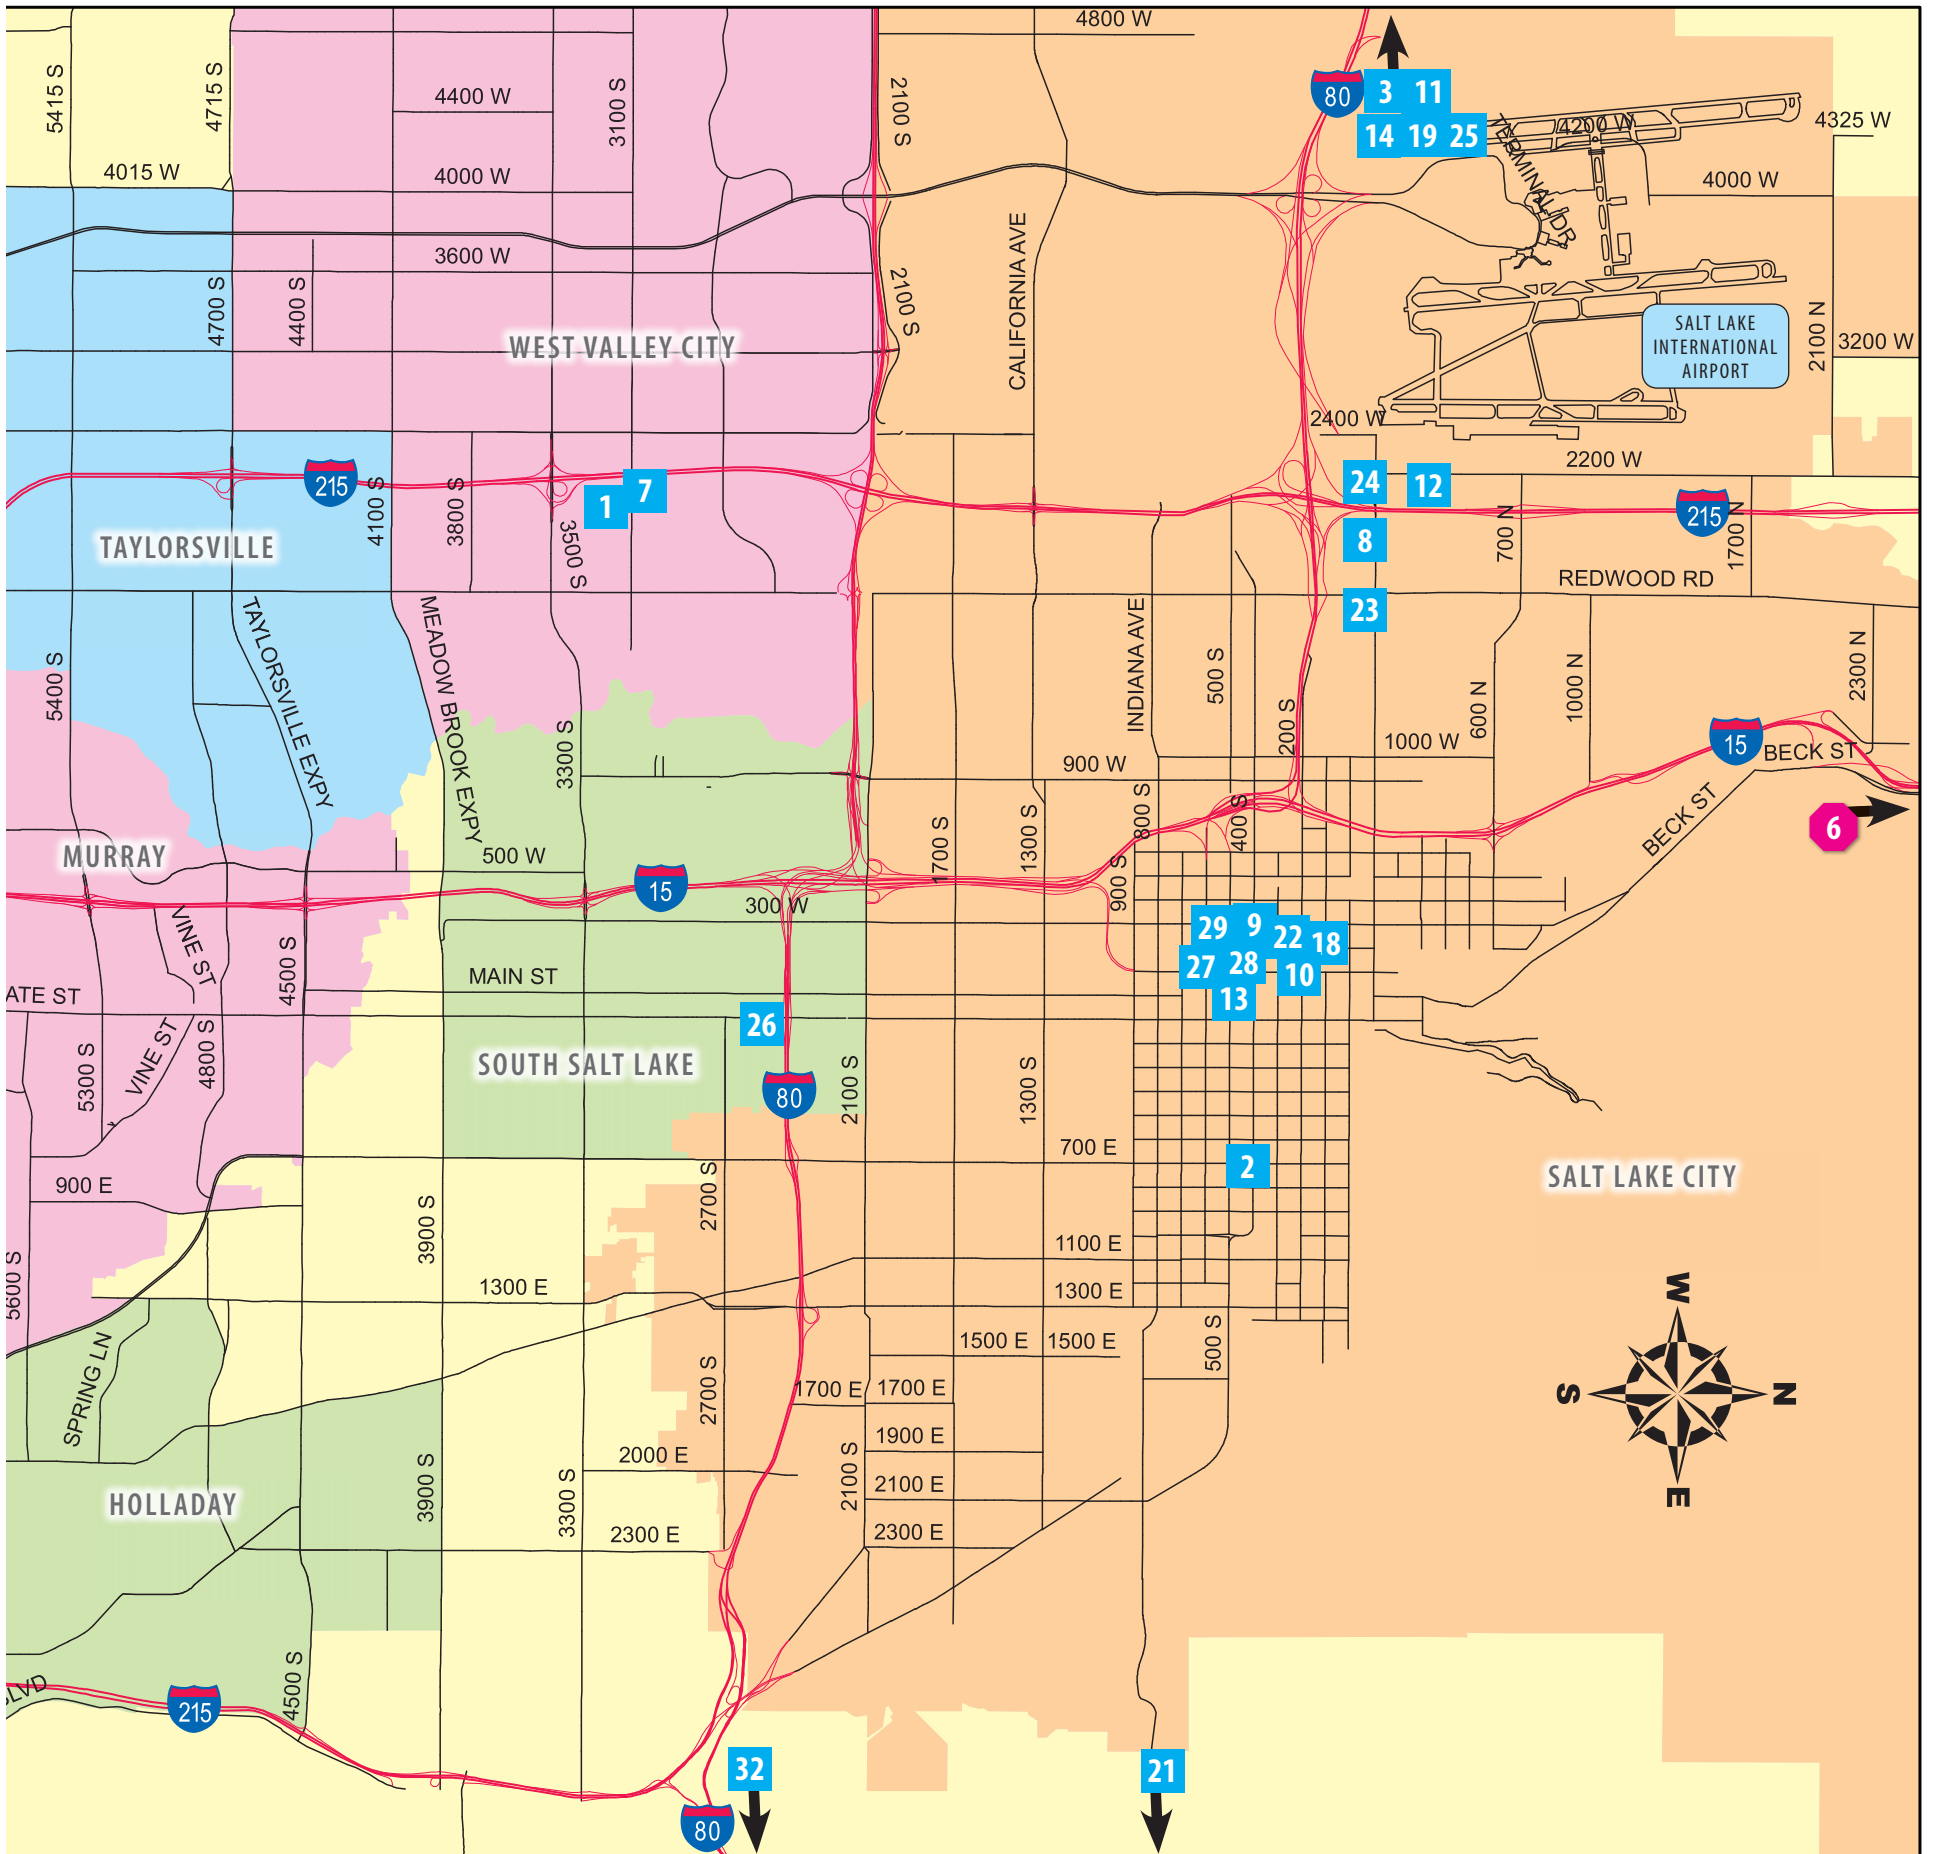 4800 W
5415 S
4715 S
4400 W
3100 S
2100 S
80
3 11
14 19 25
4200 W
4325 W
TERMINAL DR
4015 W
4000 W
4000 W
3600 W
4700 S
4400 S
2100 S
CALIFORNIA AVE
WEST VALLEY CITY
SALT LAKE
INTERNATIONAL
AIRPORT
2100 N
3200 W
2400 W
2200 W
215
4100 S
3800 S
3500 S
1
7
24
12
8
700 N
215
1700 N
TAYLORSVILLE
REDWOOD RD
23
TAYLORSVILLE EXPY
MEADOW BROOK EXPY
INDIANA AVE
500 S
200 S
600 N
1000 N
2300 N
5400 S
3300 S
1000 W
900 W
15
BECK ST
BECK ST
6
MURRAY
500 W
15
300 W
1700 S
1300 S
800 S
900 S
400 S
VINE ST
4500 S
MAIN ST
29
9
22
18
27
28
10
13
ATE ST
26
VINE ST
5300 S
4800 S
SOUTH SALT LAKE
80
2100 S
1300 S
700 E
2
SALT LAKE CITY
900 E
2700 S
3900 S
1100 E
5600 S
1300 E
1300 E
W
N
S
E
SPRING LN
1500 E
1500 E
500 S
2700 S
1700 E
1700 E
1900 E
2000 E
2100 S
2100 E
3900 S
3300 S
HOLLADAY
2300 E
2300 E
4500 S
LVD
215
32
21
80